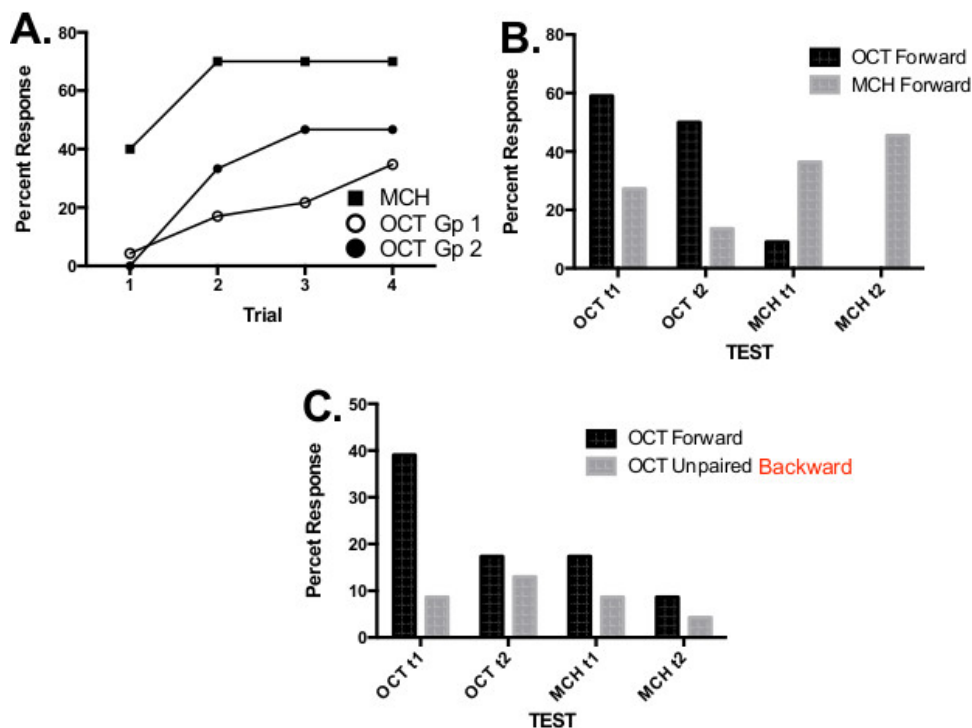 A.
80
60
40
20
0
Percent Response
1 2 3 4
Trial
MCH
OCT Gp 1
OCT Gp 2
B.
80
60
40
20
0
Percent Response
OCT t1
OCT t2
MCH t1
MCH t2
TEST
OCT Forward
MCH Forward
C.
50
40
30
20
10
0
Percet Response
OCT t1
OCT t2
MCH t1
MCH t2
TEST
OCT Forward
OCT Unpaired Backward